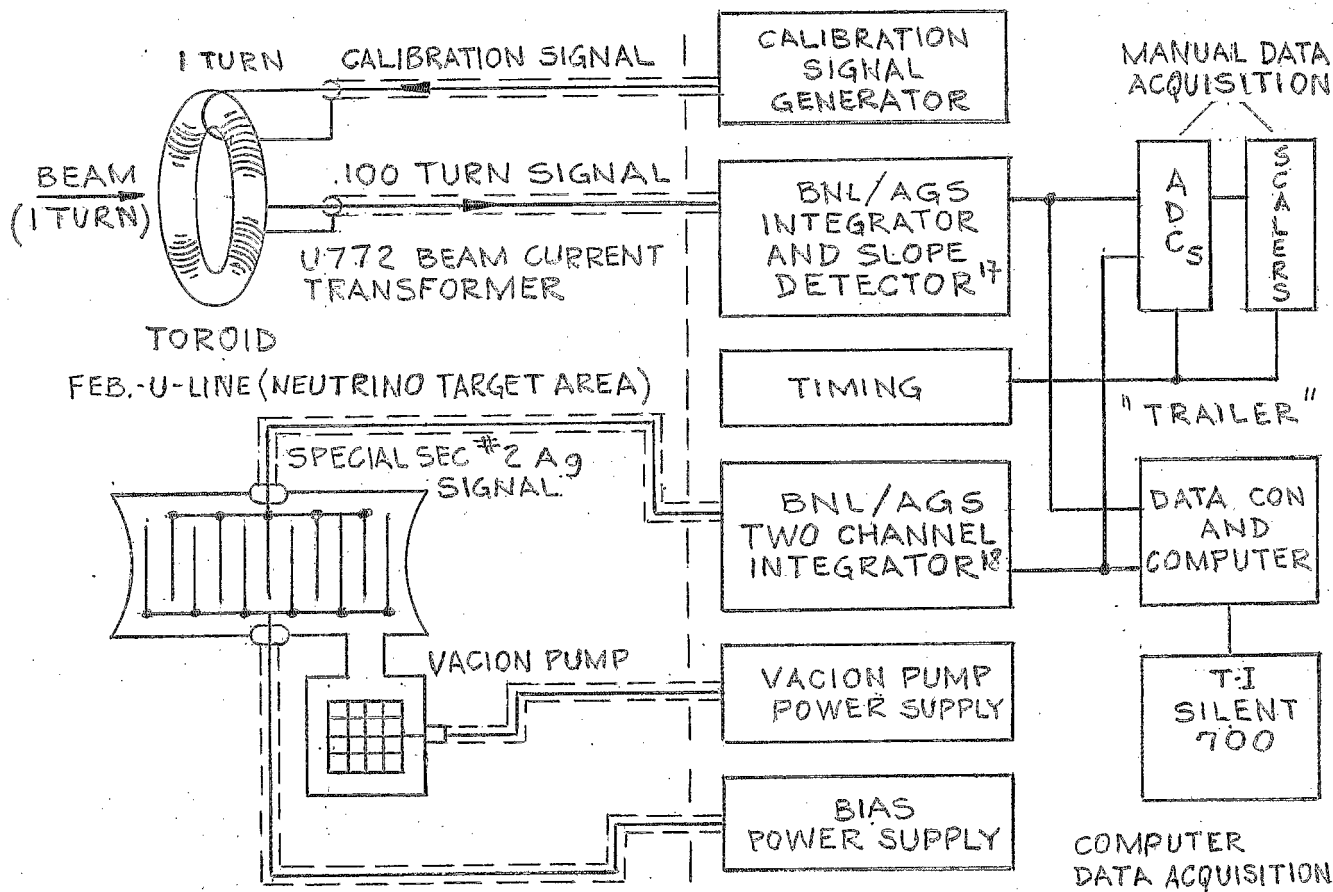 1 TURN
CALIBRATION SIGNAL
CALIBRATION
SIGNAL
GENERATOR
MANUAL DATA
ACQUISITION
BEAM
(1 TURN)
100 TURN SIGNAL
U772 BEAM CURRENT
TRANSFORMER
BNL/AGS
INTEGRATOR
AND SLOPE
DETECTOR17
ADCs
SCALERS
TOROID
FEB.-U-LINE (NEUTRINO TARGET AREA)
TIMING
"TRAILER"
SPECIAL SEC #2 Ag
SIGNAL
BNL/AGS
TWO CHANNEL
INTEGRATOR18
DATA CON
AND
COMPUTER
VACION PUMP
VACION PUMP
POWER SUPPLY
T-I
SILENT
700
BIAS
POWER SUPPLY
COMPUTER
DATA ACQUISITION